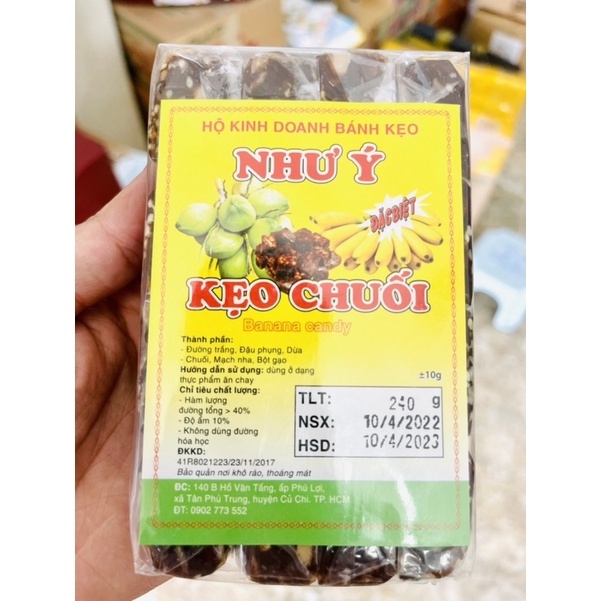 HỘ KINH DOANH BÁNH KẸO
NHƯ Ý
ĐẶC BIỆT
KẸO CHUỐI
Banana candy
Thành phần:
- Đường trắng, Đậu phụng, Dừa
- Chuối, Mạch nha, Bột gạo
Hướng dẫn sử dụng: dùng ở dạng
thực phẩm ăn chay
Chỉ tiêu chất lượng:
- Hàm lượng
đường tổng > 40%
- Độ ẩm 10%
- Không dùng đường
hóa học
ĐKKD:
41R8021223/23/11/2017
Bảo quản nơi khô ráo, thoáng mát
±10g
TLT: 240 g
NSX: 10/4/2022
HSD: 10/4/2023
ĐC: 140 B Hồ Văn Tắng, ấp Phú Lợi,
xã Tân Phú Trung, huyện Củ Chi. TP. HCM
ĐT: 0902 773 552